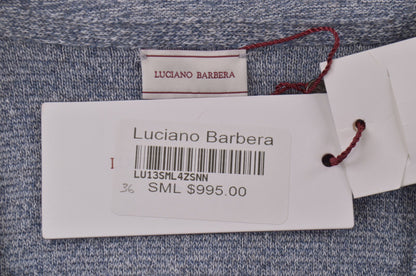 LUCIANO BARBERA
Luciano Barbera
LU13SML4ZSNN
36 SML $995.00